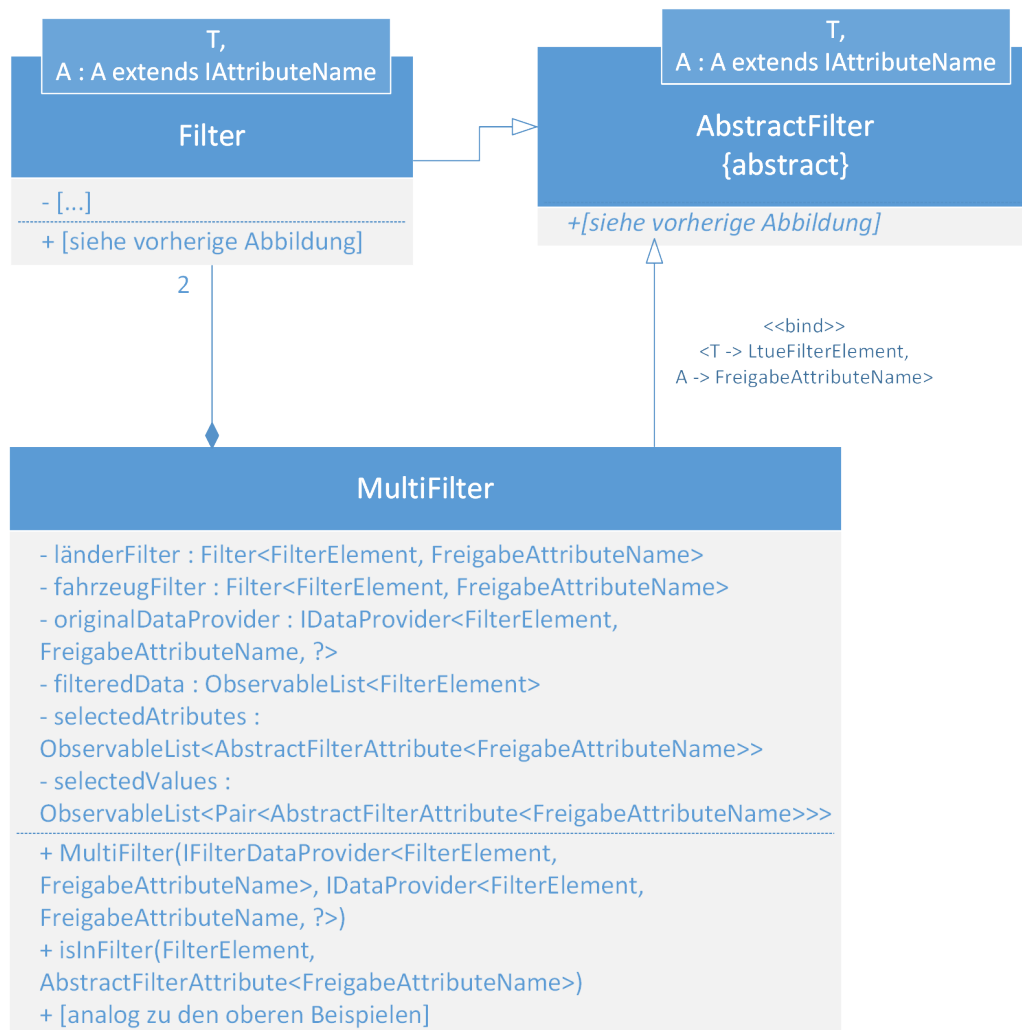 T,
A : A extends IAttributeName
Filter
- [...]
+ [siehe vorherige Abbildung]
2
T,
A : A extends IAttributeName
AbstractFilter
{abstract}
+[siehe vorherige Abbildung]
<<bind>>
<T -> LtueFilterElement,
A -> FreigabeAttributeName>
MultiFilter
- länderFilter : Filter<FilterElement, FreigabeAttributeName>
- fahrzeugFilter : Filter<FilterElement, FreigabeAttributeName>
- originalDataProvider : IDataProvider<FilterElement,
FreigabeAttributeName, ?>
- filteredData : ObservableList<FilterElement>
- selectedAtributes :
ObservableList<AbstractFilterAttribute<FreigabeAttributeName>>
- selectedValues :
ObservableList<Pair<AbstractFilterAttribute<FreigabeAttributeName>>>
+ MultiFilter(IFilterDataProvider<FilterElement,
FreigabeAttributeName>, IDataProvider<FilterElement,
FreigabeAttributeName, ?>)
+ isInFilter(FilterElement,
AbstractFilterAttribute<FreigabeAttributeName>)
+ [analog zu den oberen Beispielen]